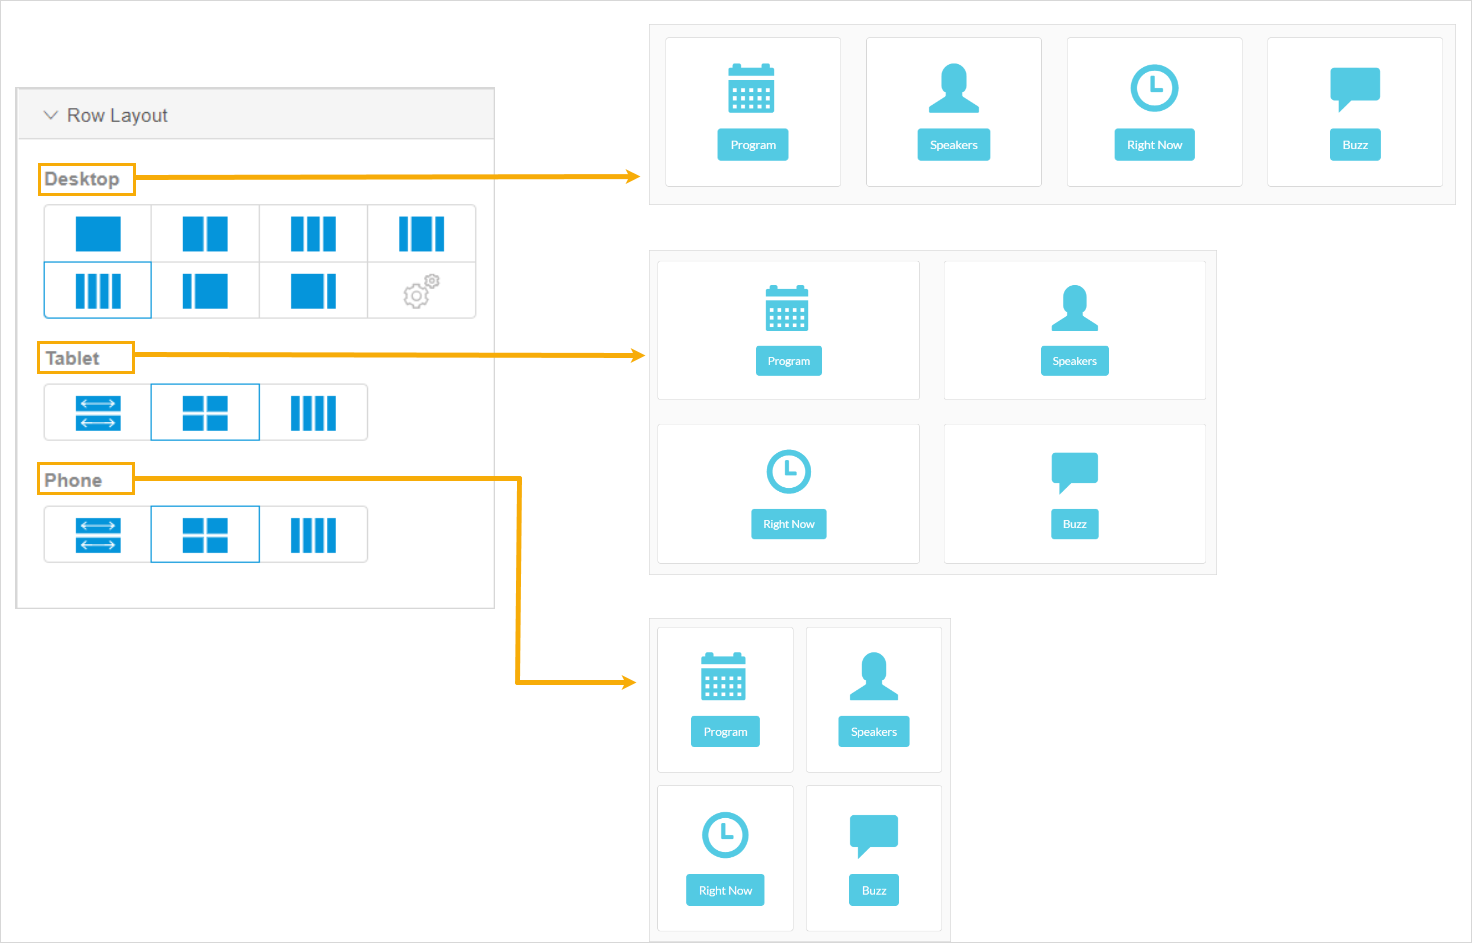 Row Layout
Desktop
Tablet
Phone
Program
Speakers
Right Now
Buzz
Program
Speakers
Right Now
Buzz
Program
Speakers
Right Now
Buzz